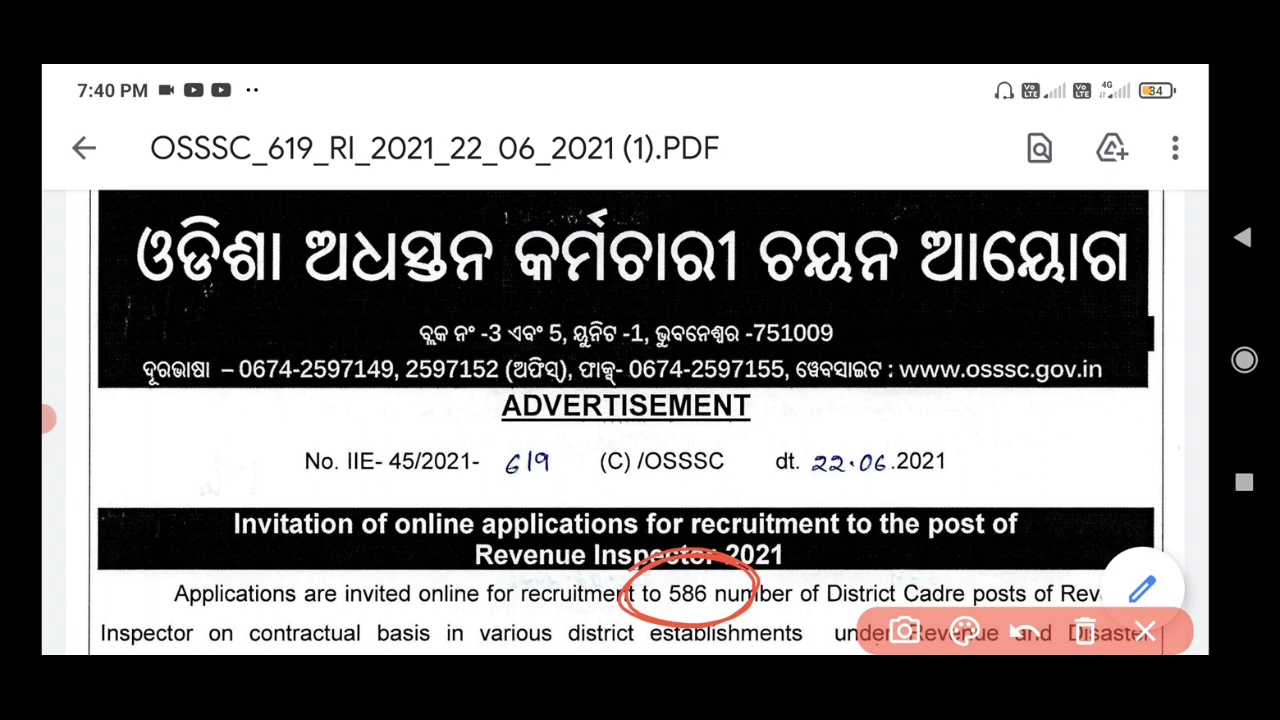 7:40 PM
4G
34
OSSSC_619_RI_2021_22_06_2021 (1).PDF
ଓଡିଶା ଅଧସ୍ତନ କର୍ମଚାରୀ ଚୟନ ଆୟୋଗ
ବ୍ଲକ ନଂ -3 ଏବଂ 5, ୟୁନିଟ -1, ଭୁବନେଶ୍ୱର -751009
ଦୂରଭାଷା – 0674-2597149, 2597152 (ଅଫିସ୍), ଫାକ୍ସ- 0674-2597155, ୱେବସାଇଟ : www.osssc.gov.in
ADVERTISEMENT
No. IIE- 45/2021- 619 (C) /OSSSC dt. 22.06.2021
Invitation of online applications for recruitment to the post of
Revenue Inspector 2021
Applications are invited online for recruitment to 586 number of District Cadre posts of
Inspector on contractual basis in various district establishments under Revenue and Disaster